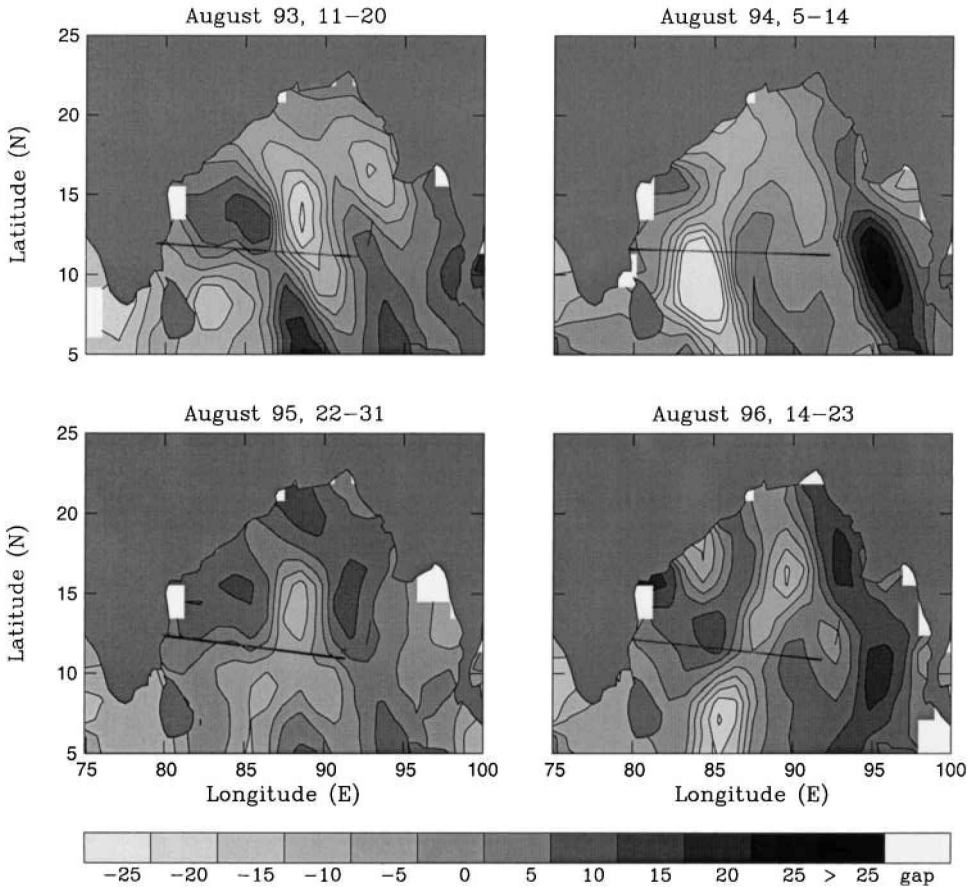 August 93, 11-20
August 94, 5-14
25
20
15
10
5
Latitude (N)
August 95, 22-31
August 96, 14-23
25
20
15
10
5
Latitude (N)
75 80 85 90 95 100
75 80 85 90 95 100
Longitude (E)
Longitude (E)
-25 -20 -15 -10 -5 0 5 10 15 20 25 > 25 gap